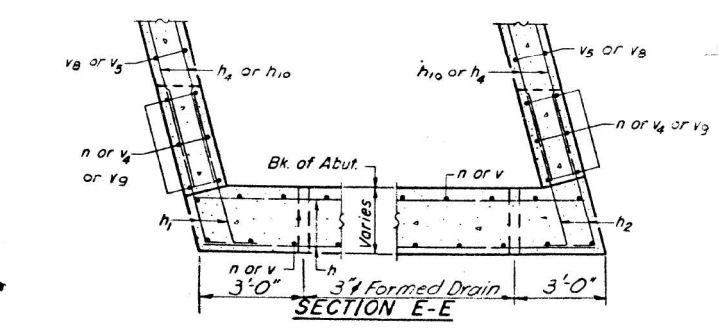 v8 or v5
h4 or h10
h10 or h4
v5 or v8
n or v4
or v9
n or v4 or v9
Bk. of Abut.
n or v
h1
Varies
h2
n or v
h
3'-0"
3"ɸ Formed Drain
3'-0"
SECTION E-E